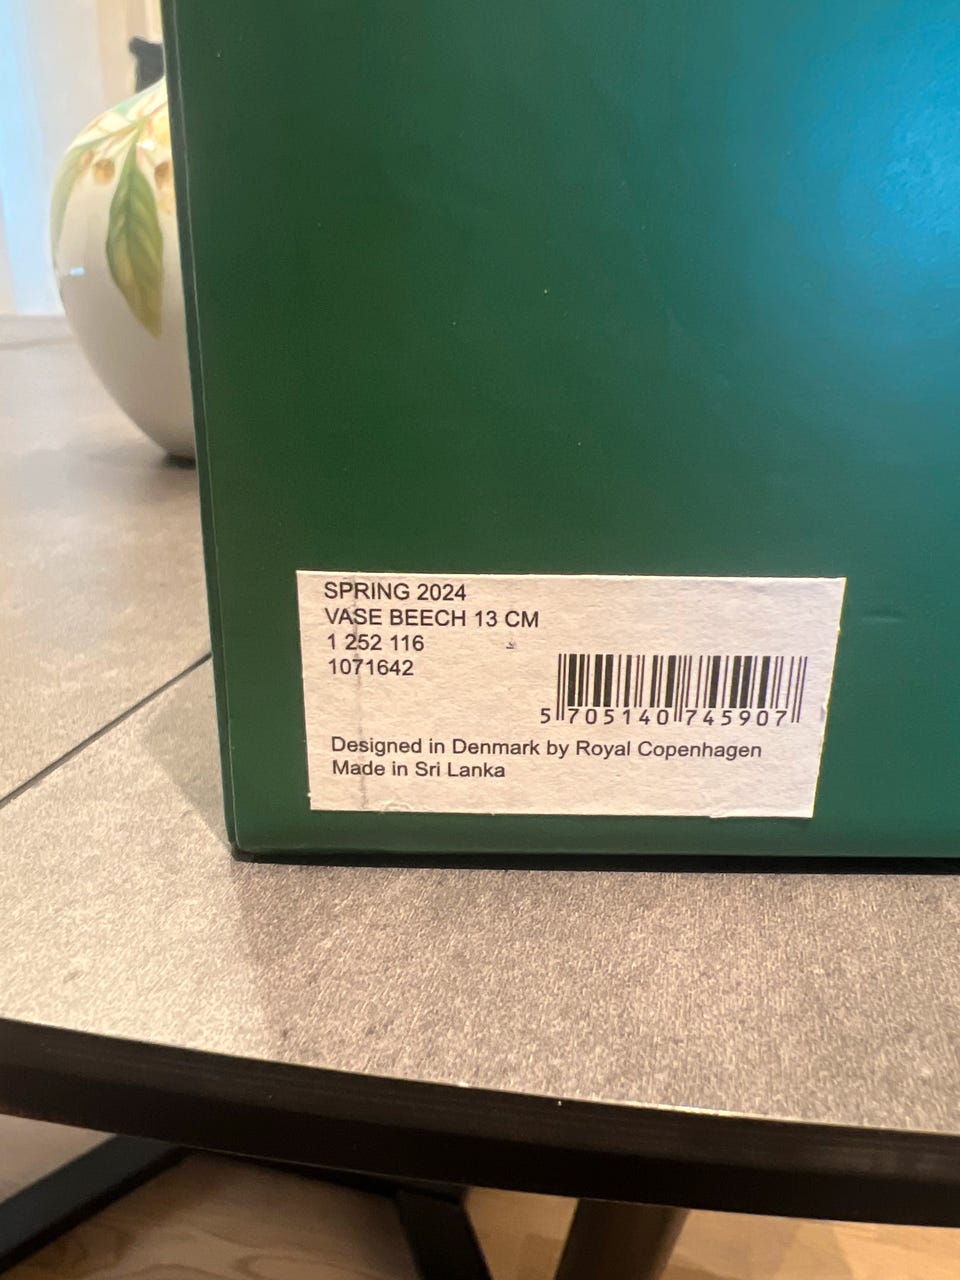 SPRING 2024
VASE BEECH 13 CM
1 252 116
1071642
5 705140 745907
Designed in Denmark by Royal Copenhagen
Made in Sri Lanka